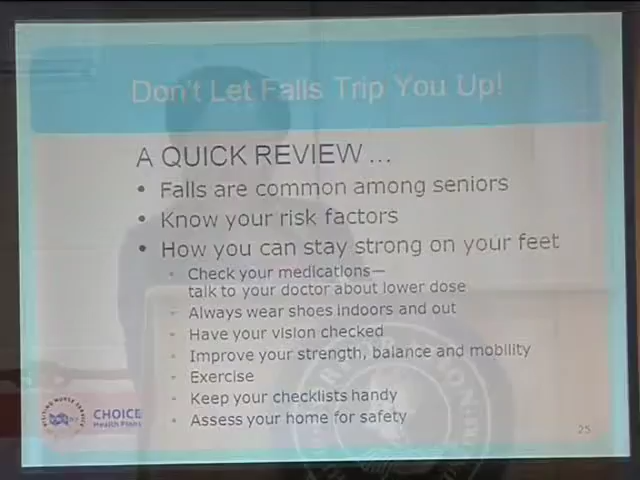 Don't Let Falls Trip You Up!
A QUICK REVIEW ...
• Falls are common among seniors
• Know your risk factors
• How you can stay strong on your feet
- Check your medications—
talk to your doctor about lower dose
- Always wear shoes indoors and out
- Have your vision checked
- Improve your strength, balance and mobility
- Exercise
- Keep your checklists handy
- Assess your home for safety
CHOICE
Health Plans
25